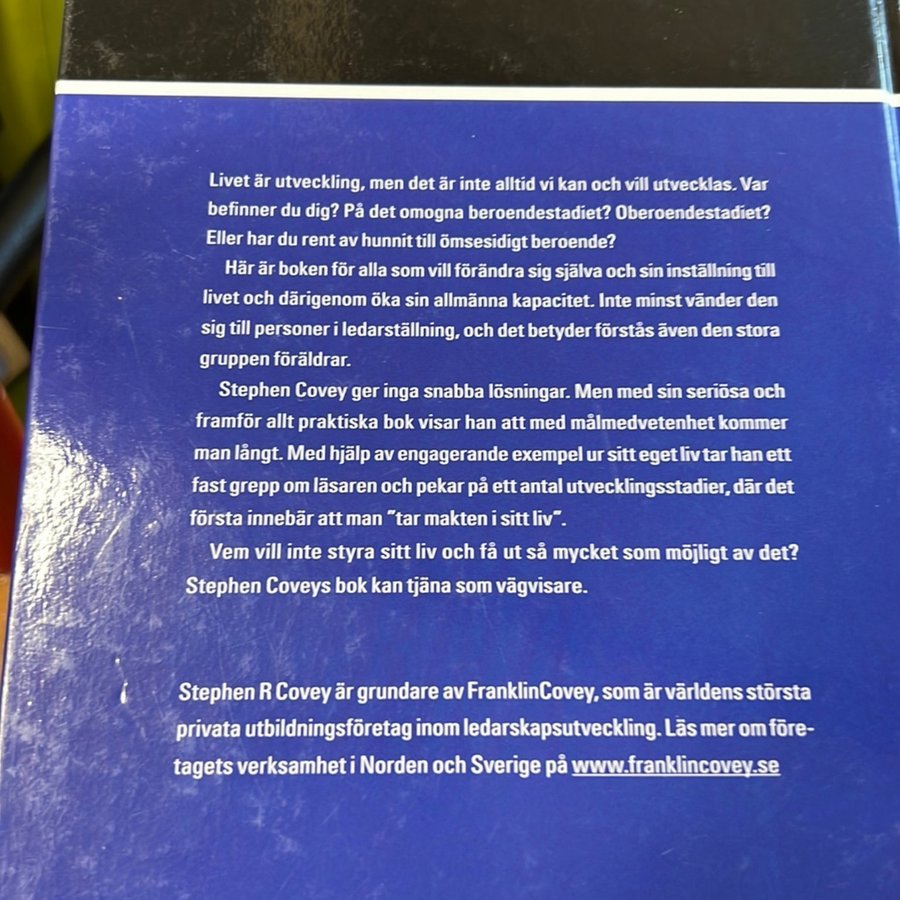 Livet är utveckling, men det är inte alltid vi kan och vill utvecklas. Var
befinner du dig? På det omogna beroendestadiet? Oberoendestadiet?
Eller har du rent av hunnit till ömsesidigt beroende?
Här är boken för alla som vill förändra sig själva och sin inställning till
livet och därigenom öka sin allmänna kapacitet. Inte minst vänder den
sig till personer i ledarställning, och det betyder förstås även den stora
gruppen föräldrar.
Stephen Covey ger inga snabba lösningar. Men med sin seriösa och
framför allt praktiska bok visar han att med målmedvetenhet kommer
man långt. Med hjälp av engagerande exempel ur sitt eget liv tar han ett
fast grepp om läsaren och pekar på ett antal utvecklingsstadier, där det
första innebär att man "tar makten i sitt liv".
Vem vill inte styra sitt liv och få ut så mycket som möjligt av det?
Stephen Coveys bok kan tjäna som vägvisare.
Stephen R Covey är grundare av FranklinCovey, som är världens största
privata utbildningsföretag inom ledarskapsutveckling. Läs mer om före-
tagets verksamhet i Norden och Sverige på www.franklincovey.se